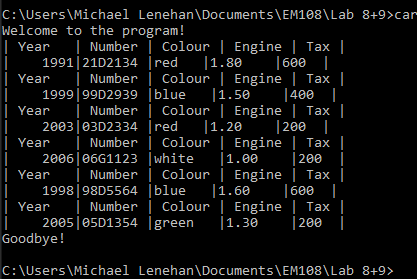 C:\Users\Michael Lenehan\Documents\EM108\Lab 8+9>car
Welcome to the program!
| Year    | Number | Colour | Engine | Tax |
|     1991|21D2134 |red   |1.80    |600  |
| Year    | Number | Colour | Engine | Tax |
|     1999|99D2939 |blue   |1.50    |400  |
| Year    | Number | Colour | Engine | Tax |
|     2003|03D2334 |red   |1.20    |200  |
| Year    | Number | Colour | Engine | Tax |
|     2006|06G1123 |white   |1.00    |200  |
| Year    | Number | Colour | Engine | Tax |
|     1998|98D5564 |blue   |1.60    |600  |
| Year    | Number | Colour | Engine | Tax |
|     2005|05D1354 |green   |1.30    |200  |
Goodbye!
C:\Users\Michael Lenehan\Documents\EM108\Lab 8+9>